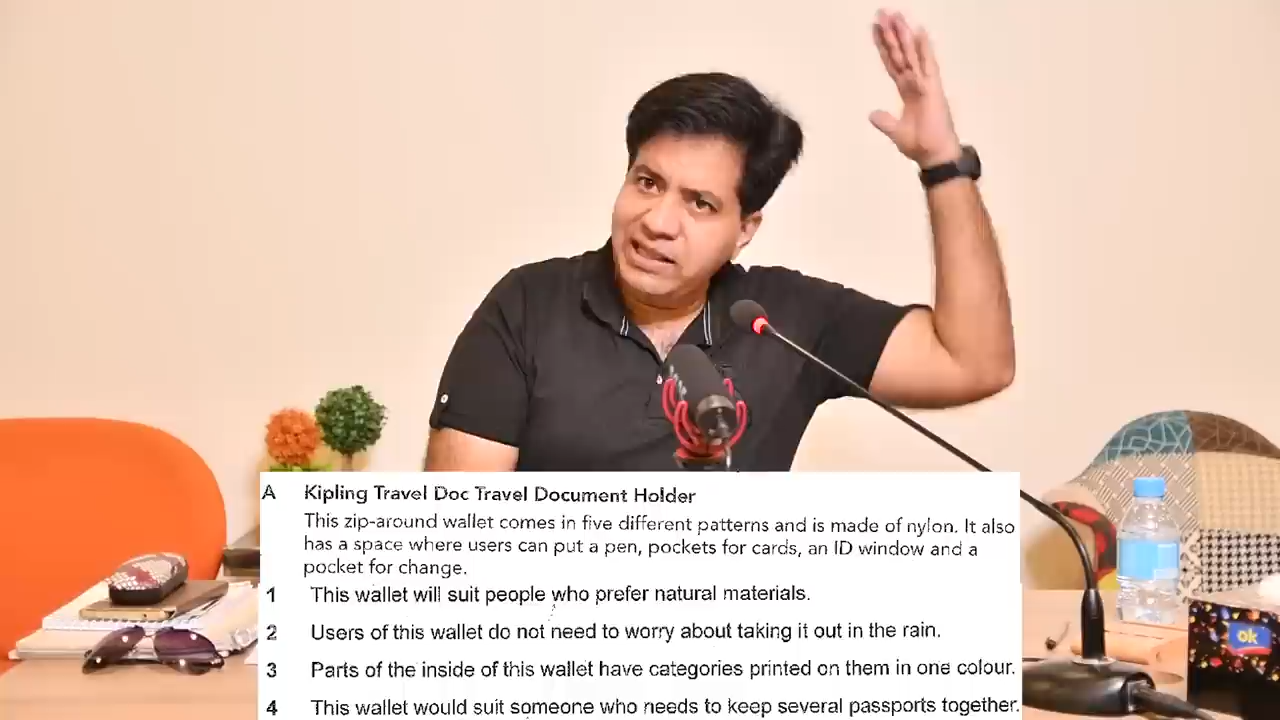 A Kipling Travel Doc Travel Document Holder
This zip-around wallet comes in five different patterns and is made of nylon. It also
has a space where users can put a pen, pockets for cards, an ID window and a
pocket for change.
1 This wallet will suit people who prefer natural materials.
2 Users of this wallet do not need to worry about taking it out in the rain.
3 Parts of the inside of this wallet have categories printed on them in one colour.
4 This wallet would suit someone who needs to keep several passports together.
ok